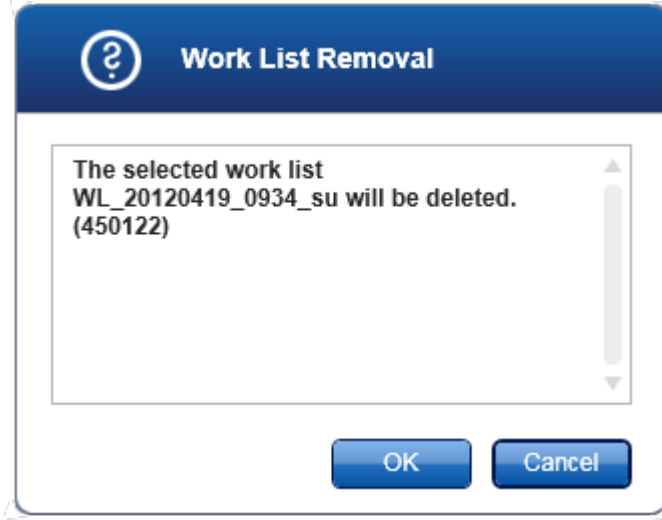 Work List Removal
The selected work list
WL_20120419_0934_su will be deleted.
(450122)
OK
Cancel